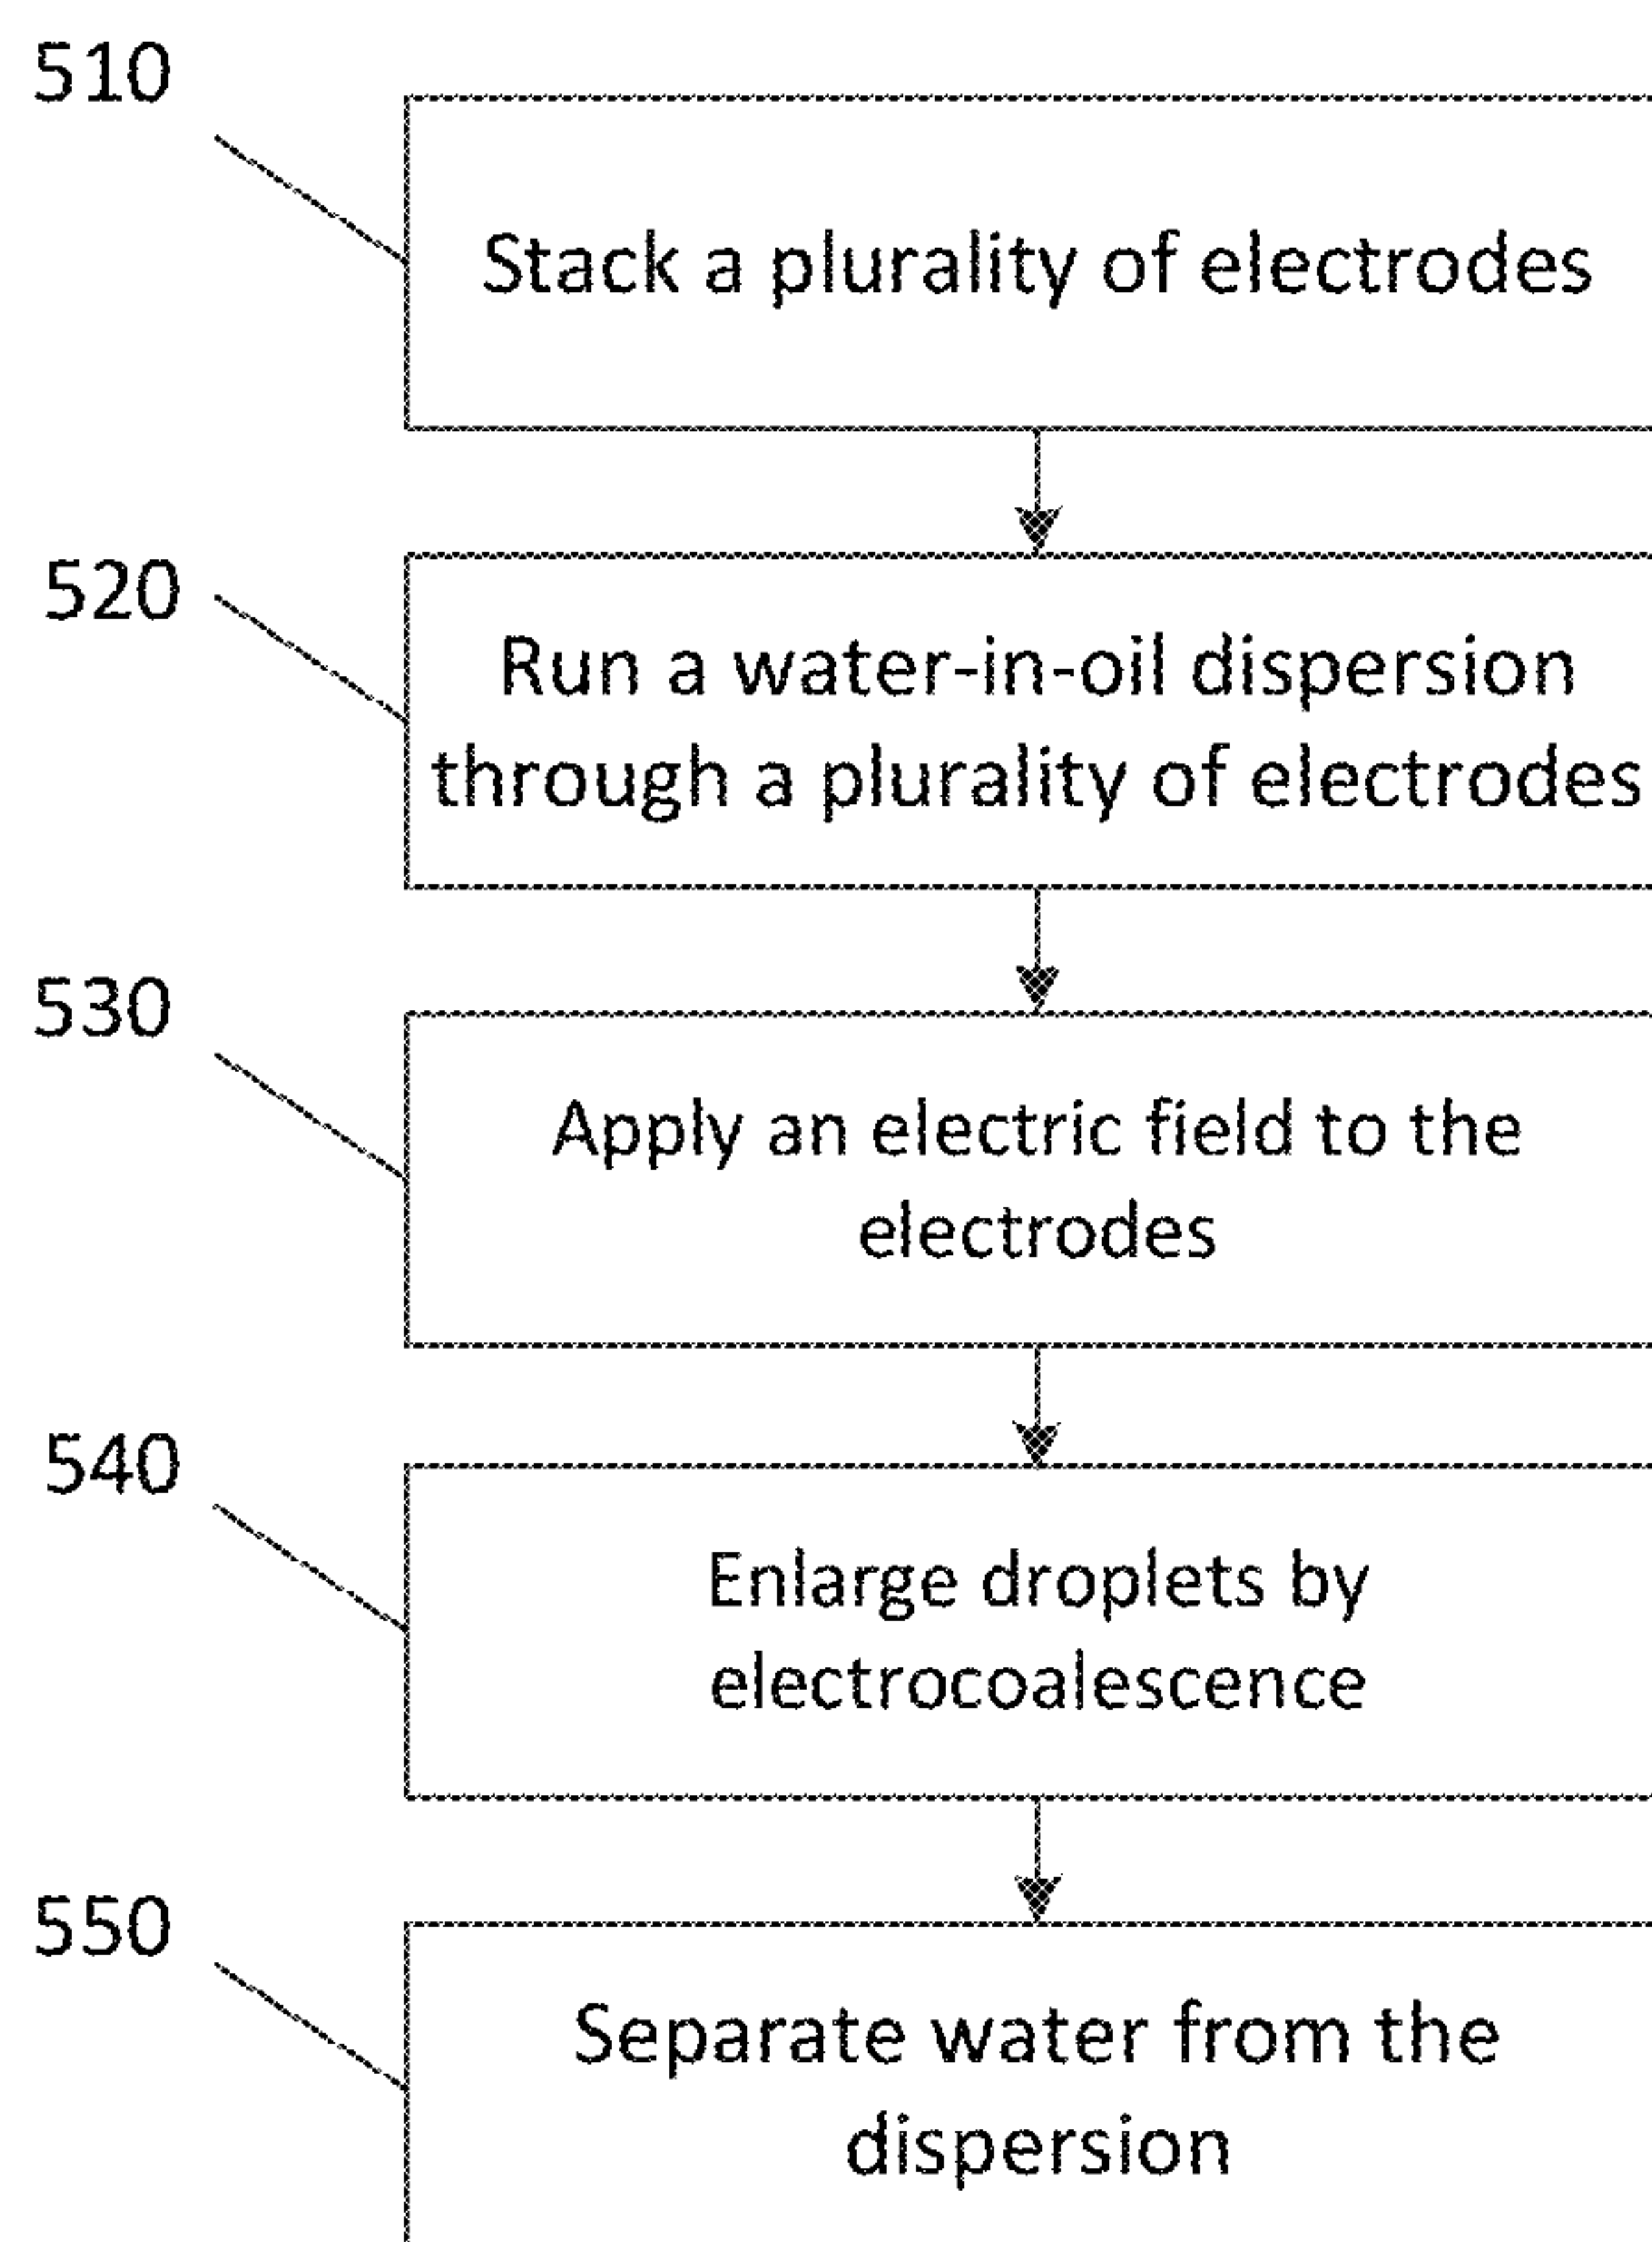 510
Stack a plurality of electrodes
520
Run a water-in-oil dispersion
through a plurality of electrodes
530
Apply an electric field to the
electrodes
540
Enlarge droplets by
electrocoalescence
550
Separate water from the
dispersion